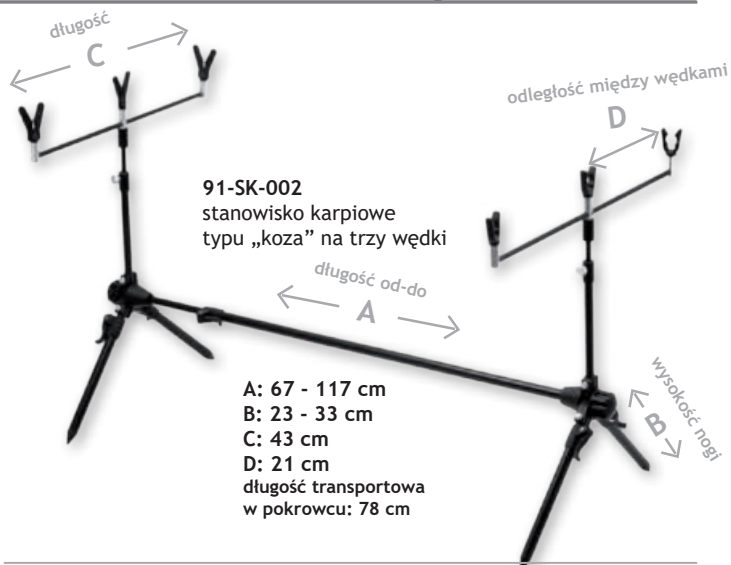 długość
C
odległość między wędkami
D
91-SK-002
stanowisko karpiowe
typu „koza” na trzy wędki
długość od-do
A
wysokość nogi
B
A: 67 - 117 cm
B: 23 - 33 cm
C: 43 cm
D: 21 cm
długość transportowa
w pokrowcu: 78 cm